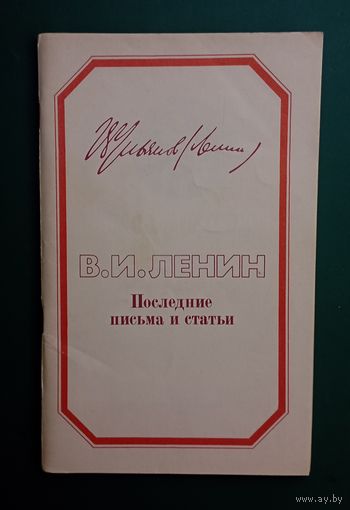 В. Ульянов (Ленин)
В.И.ЛЕНИН
Последние
письма и статьи
www.ay.by